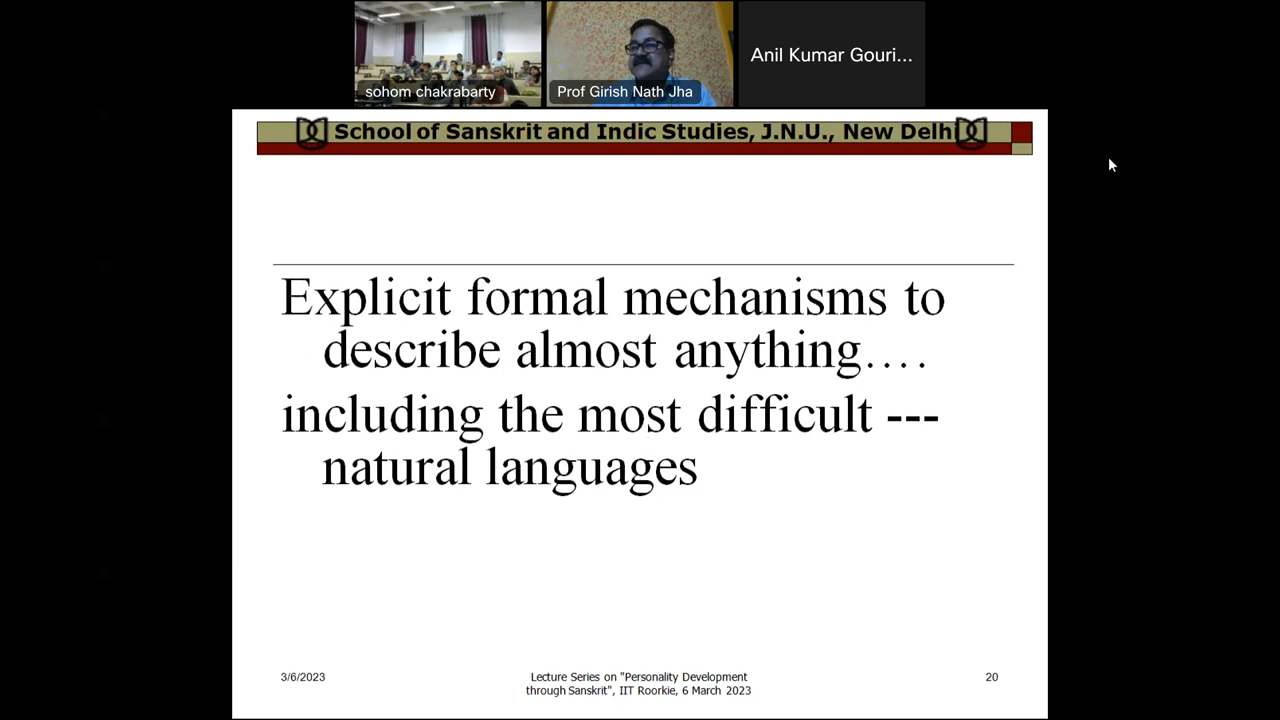 sohom chakrabarty
Prof Girish Nath Jha
Anil Kumar Gouri...
School of Sanskrit and Indic Studies, J.N.U., New Delhi
Explicit formal mechanisms to
describe almost anything....
including the most difficult ---
natural languages
3/6/2023
Lecture Series on "Personality Development
through Sanskrit", IIT Roorkie, 6 March 2023
20